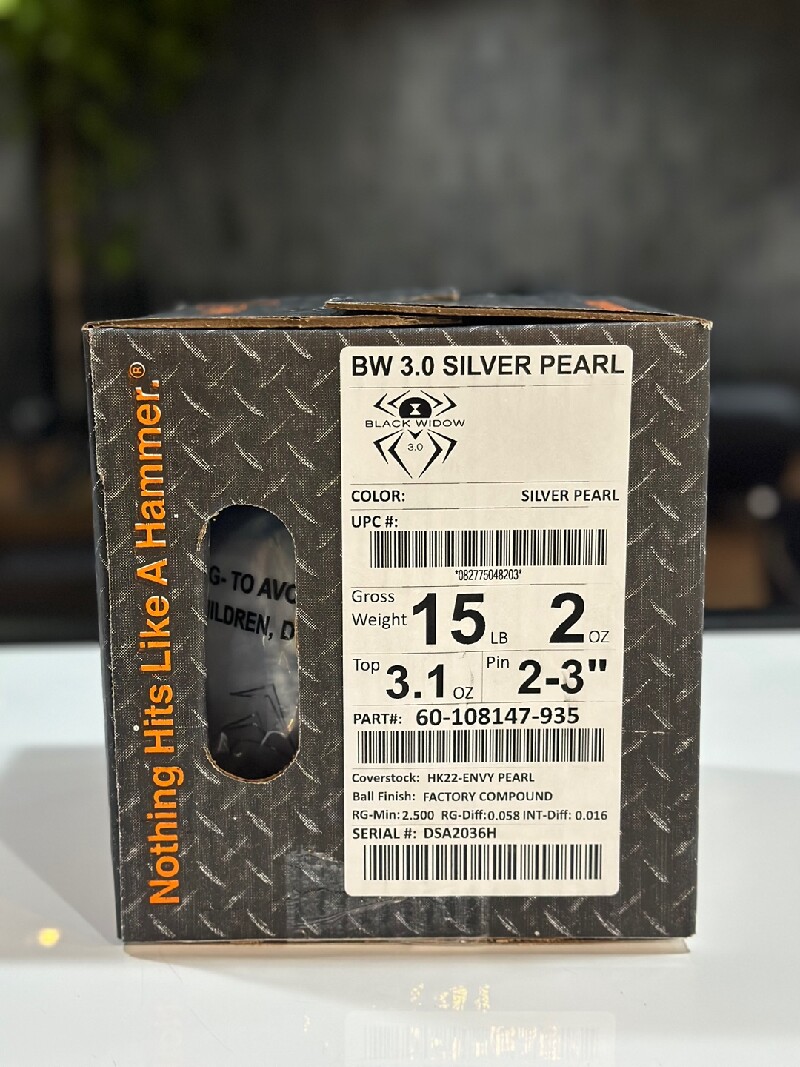 Nothing Hits Like A Hammer.®
G- TO AVO
ILDREN, D
BW 3.0 SILVER PEARL
BLACK WIDOW
3.0
COLOR: SILVER PEARL
UPC #:
*082775048203*
Gross Weight 15 LB 2 OZ
Top 3.1 OZ Pin 2-3"
PART#: 60-108147-935
Coverstock: HK22-ENVY PEARL
Ball Finish: FACTORY COMPOUND
RG-Min: 2.500 RG-Diff:0.058 INT-Diff: 0.016
SERIAL #: DSA2036H